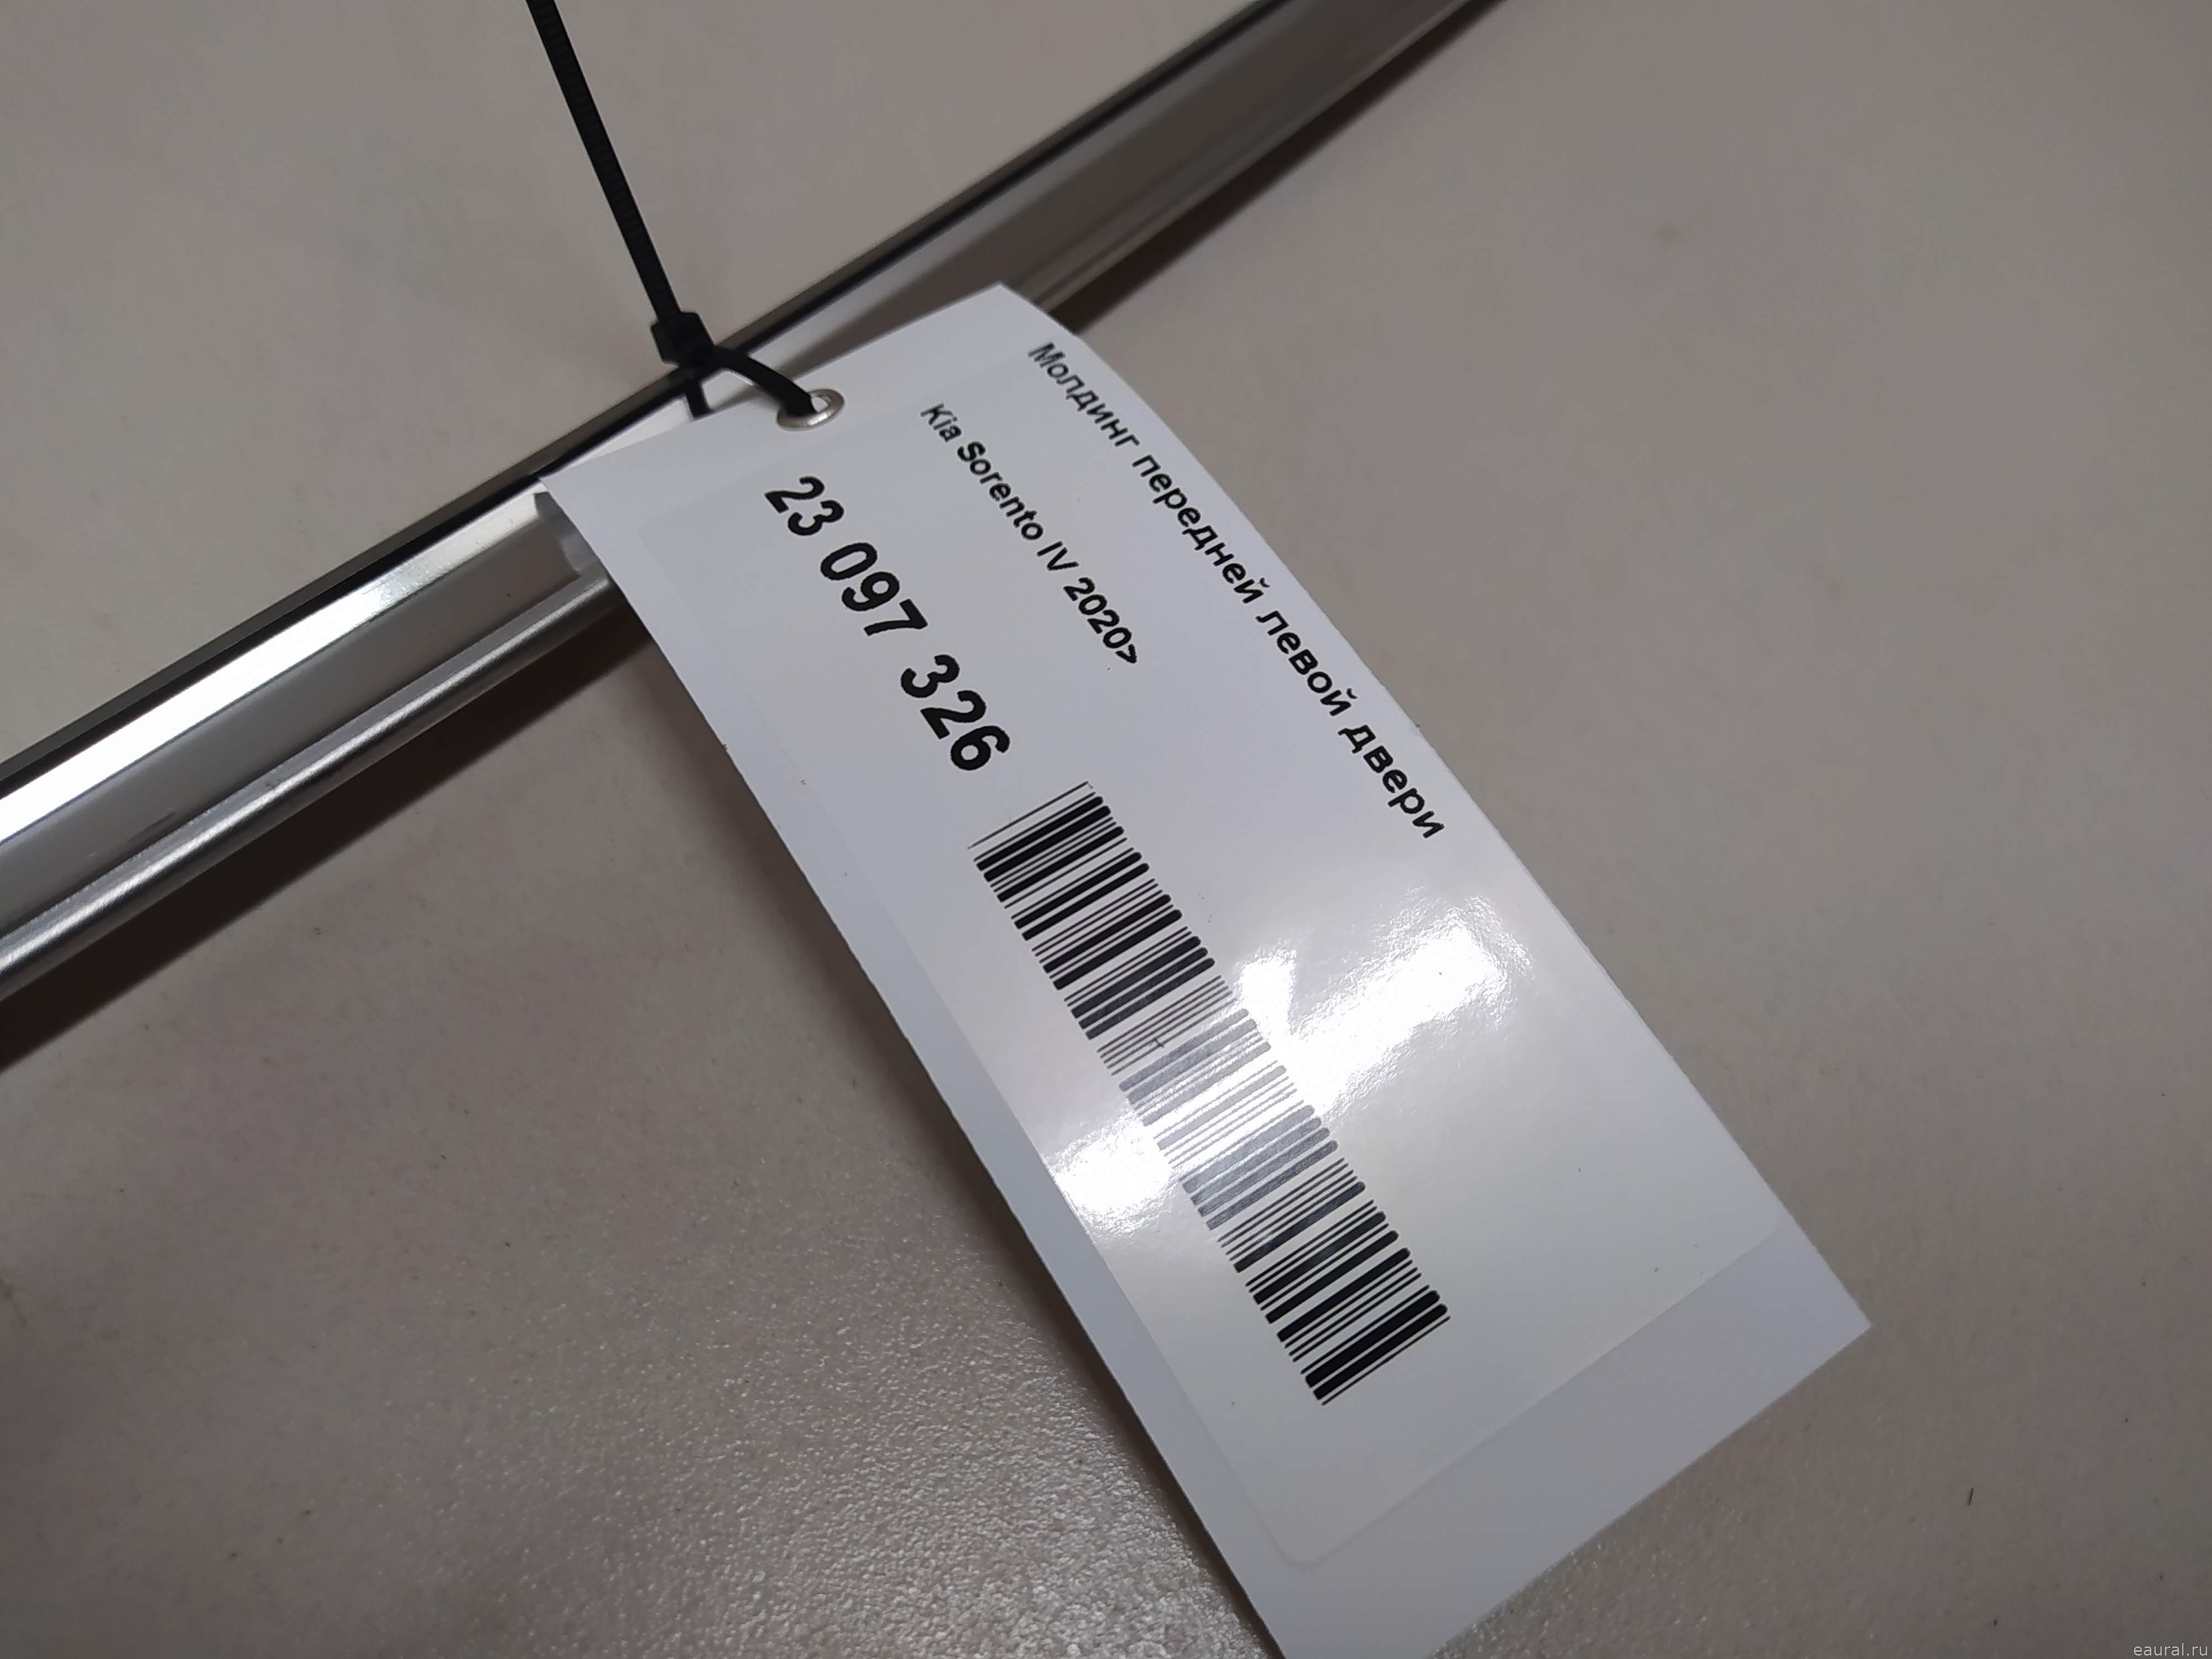 Молдинг передней левой двери
Kia Sorento IV 2020>
23 097 326
eaural.ru